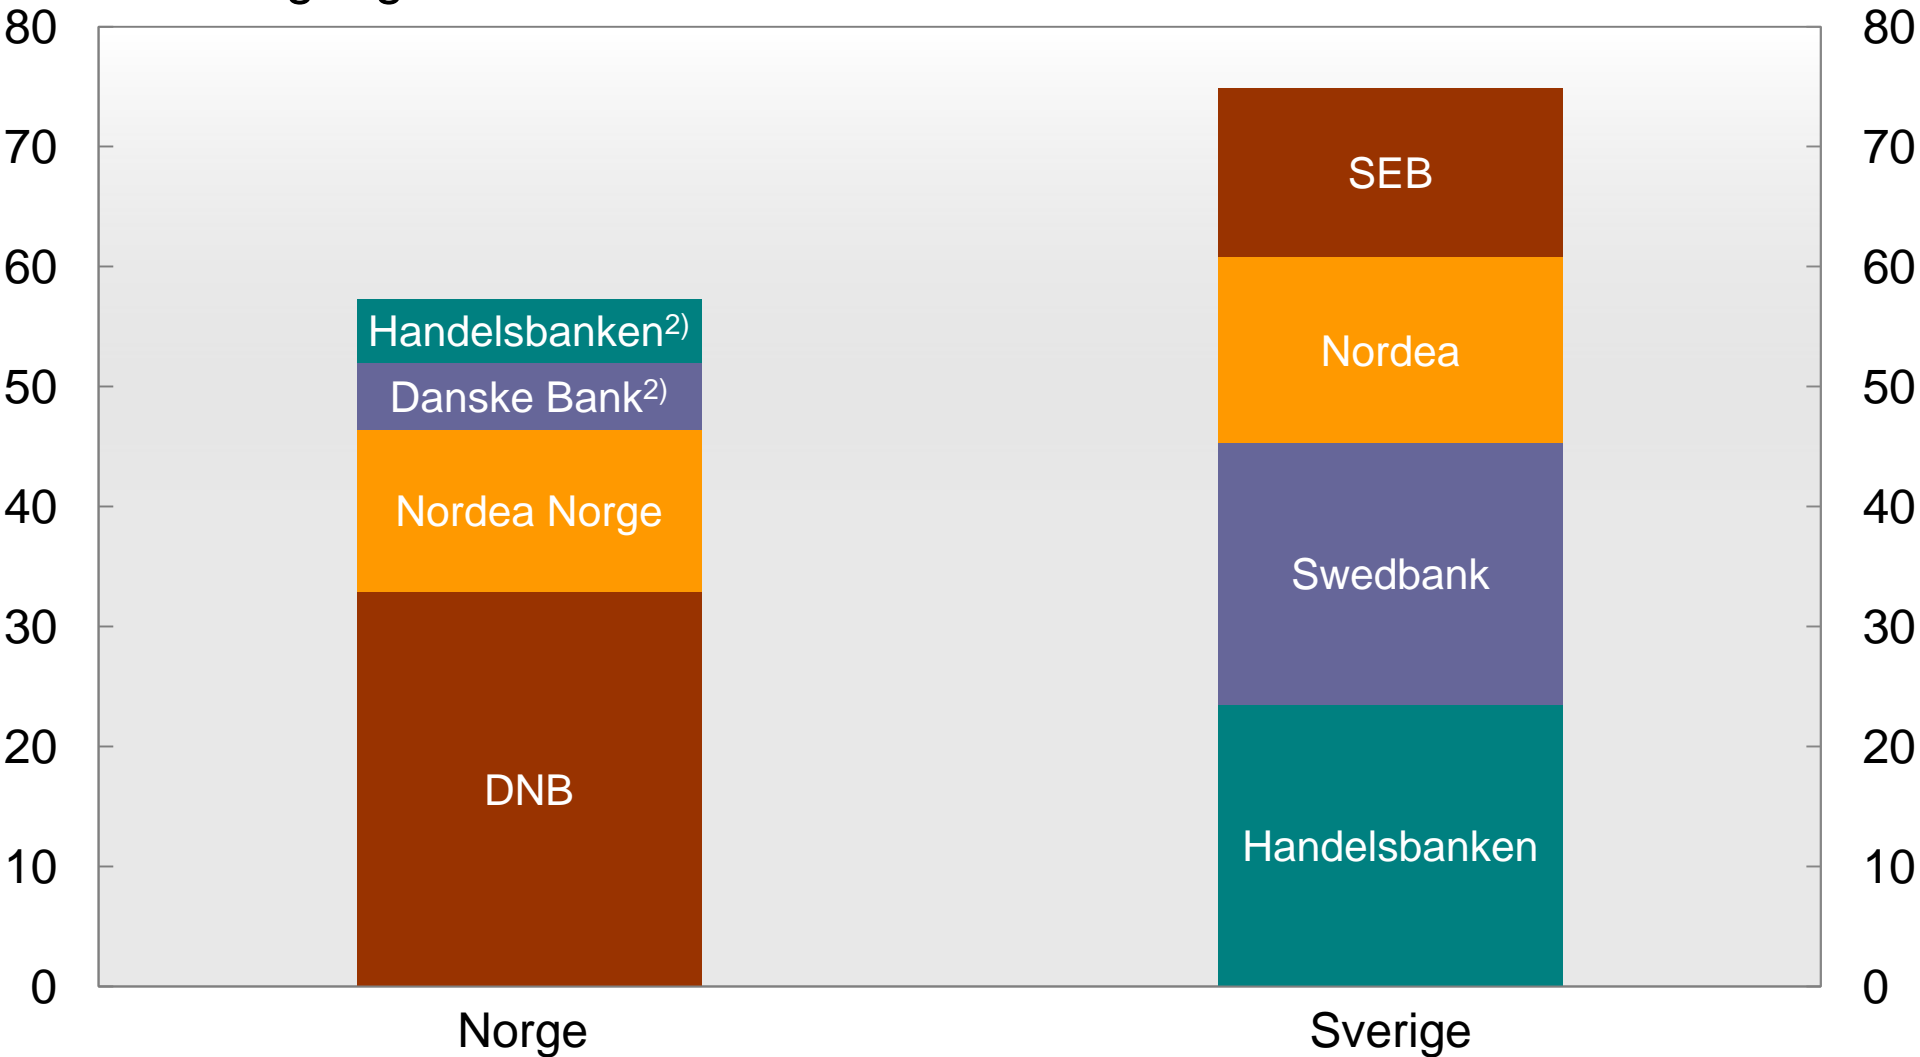 80 80
70 70
60 60
50 50
40 40
30 30
20 20
10 10
0 0
SEB
Handelsbanken2)
Nordea
Danske Bank2)
Nordea Norge
Swedbank
DNB
Handelsbanken
Norge Sverige